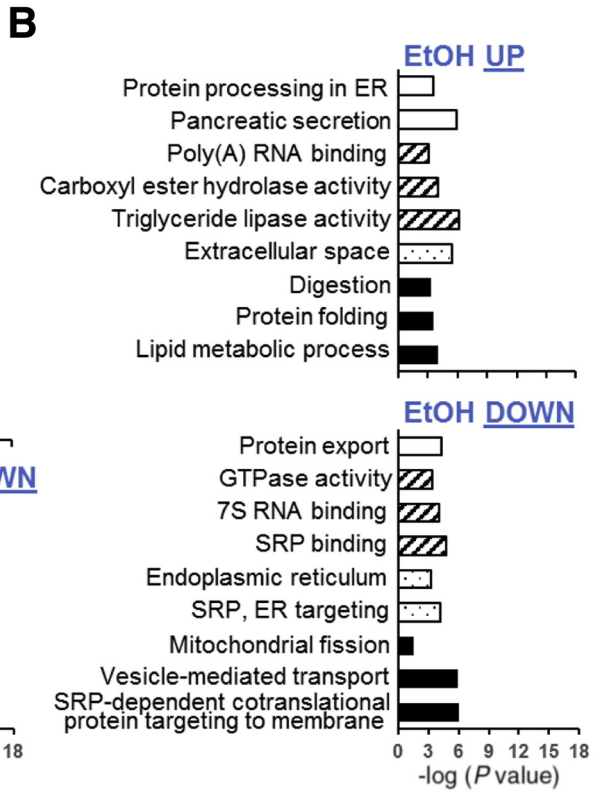 B
EtOH UP
Protein processing in ER
Pancreatic secretion
Poly(A) RNA binding
Carboxyl ester hydrolase activity
Triglyceride lipase activity
Extracellular space
Digestion
Protein folding
Lipid metabolic process
EtOH DOWN
WN
Protein export
GTPase activity
7S RNA binding
SRP binding
Endoplasmic reticulum
SRP, ER targeting
Mitochondrial fission
Vesicle-mediated transport
SRP-dependent cotranslational
protein targeting to membrane
18
0 3 6 9 12 15 18
-log (P value)